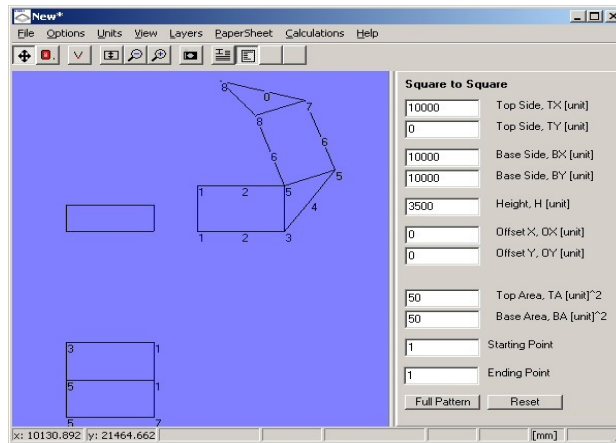 New*
File Options Units View Layers PaperSheet Calculations Help
Square to Square
10000 Top Side, TX [unit]
0 Top Side, TY [unit]
10000 Base Side, BX [unit]
10000 Base Side, BY [unit]
3500 Height, H [unit]
0 Offset X, OX [unit]
0 Offset Y, OY [unit]
50 Top Area, TA [unit]^2
50 Base Area, BA [unit]^2
1 Starting Point
1 Ending Point
Full Pattern Reset
8 0 7
8
6 6
5
1 2 5
4
1 2 3
3 1
5 1
5 7
x: 10130.892 y: 21464.662 [mm]